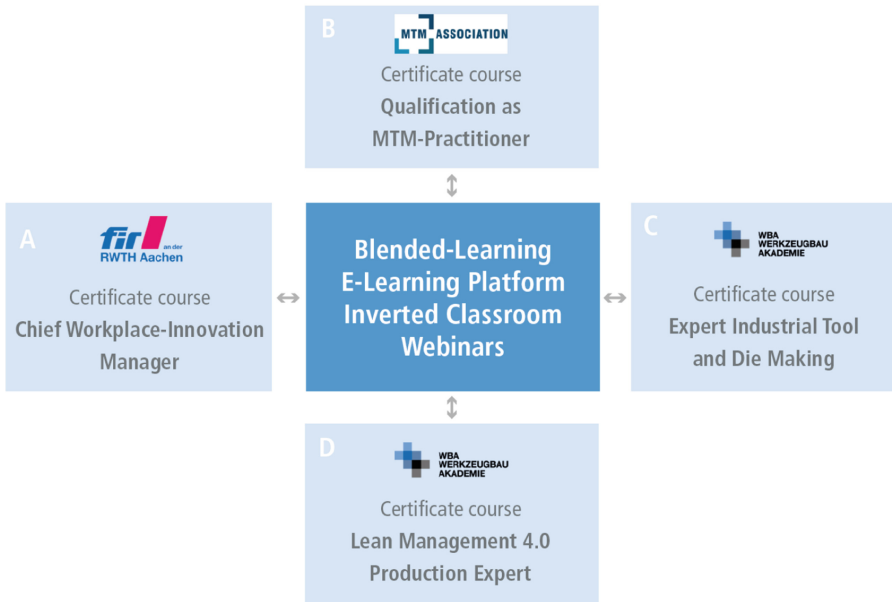 B
MTM ASSOCIATION
Certificate course
Qualification as
MTM-Practitioner
A
fir an der
RWTH Aachen
Certificate course
Chief Workplace-Innovation
Manager
Blended-Learning
E-Learning Platform
Inverted Classroom
Webinars
C
WBA
WERKZEUGBAU
AKADEMIE
Certificate course
Expert Industrial Tool
and Die Making
D
WBA
WERKZEUGBAU
AKADEMIE
Certificate course
Lean Management 4.0
Production Expert